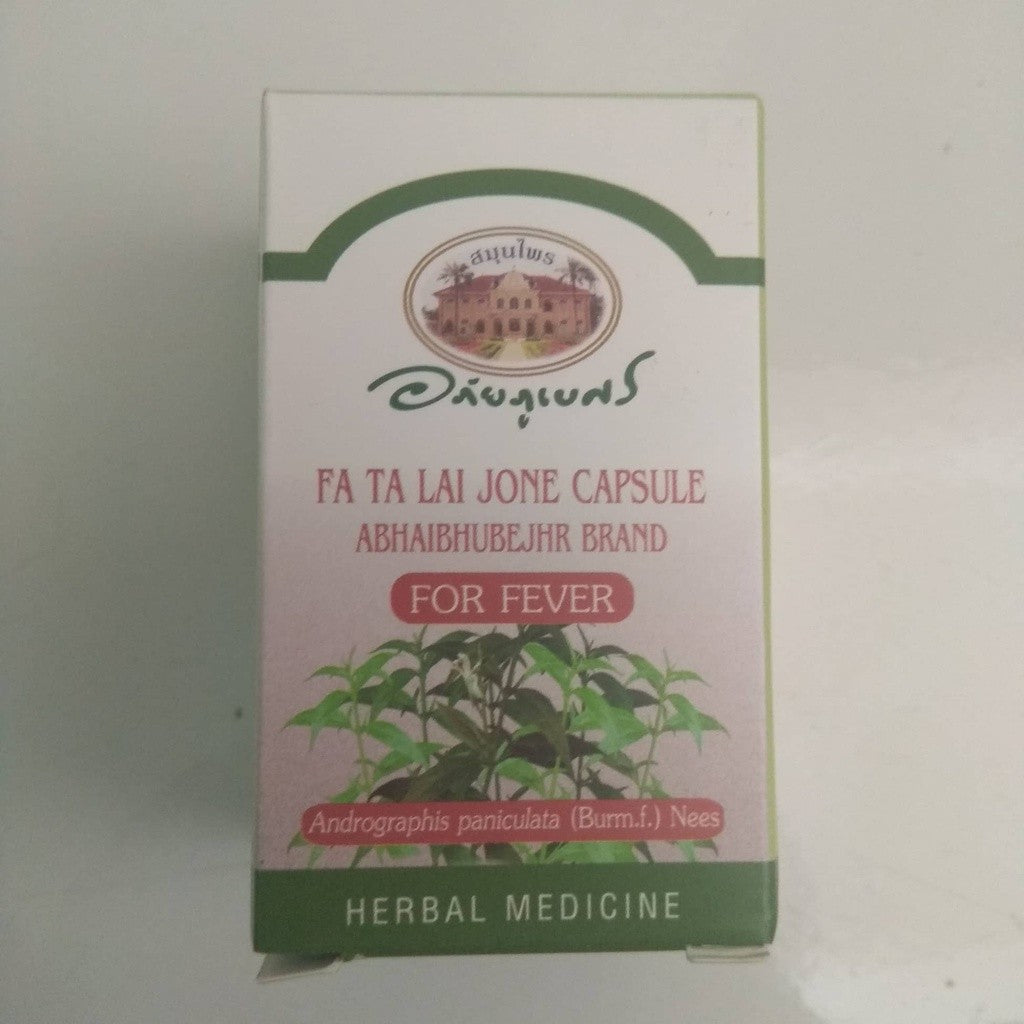 สมุนไพร
อภัยภูเบศร
FA TA LAI JONE CAPSULE
ABHAIBHUBEJHR BRAND
FOR FEVER
Andrographis paniculata (Burm.f.) Nees
HERBAL MEDICINE